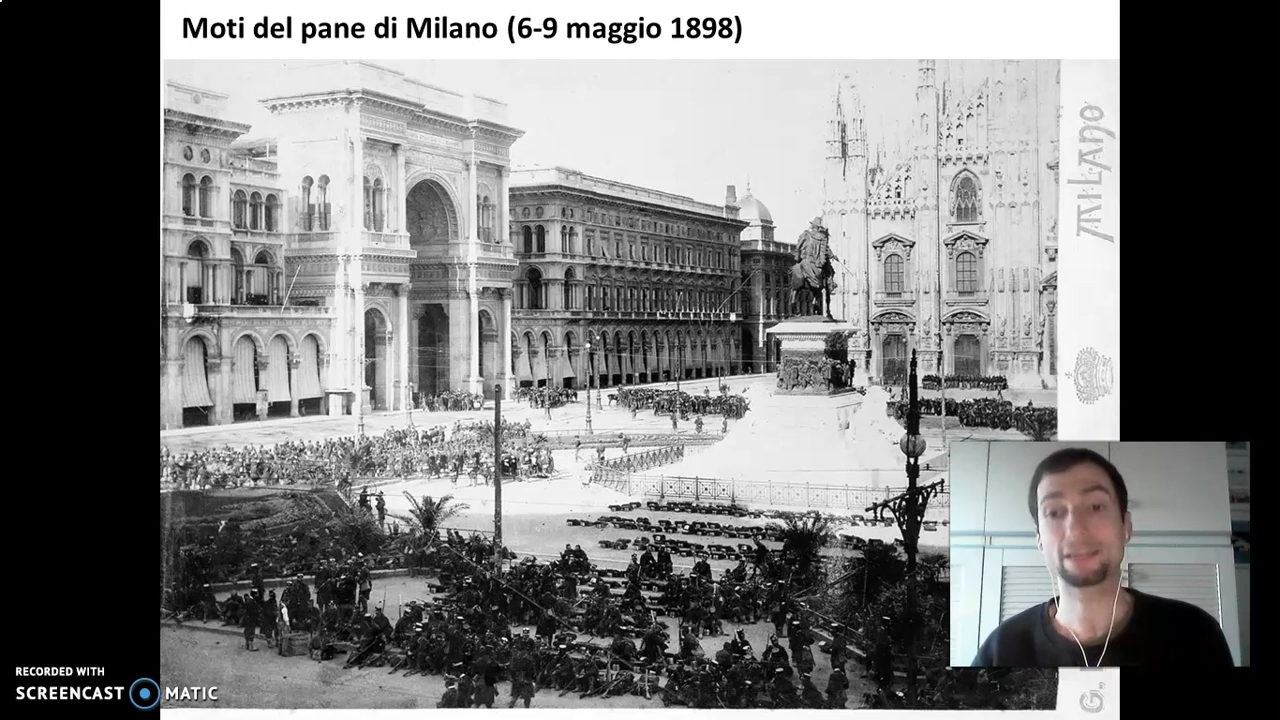 Moti del pane di Milano (6-9 maggio 1898)
MILANO
G.
RECORDED WITH
SCREENCAST MATIC